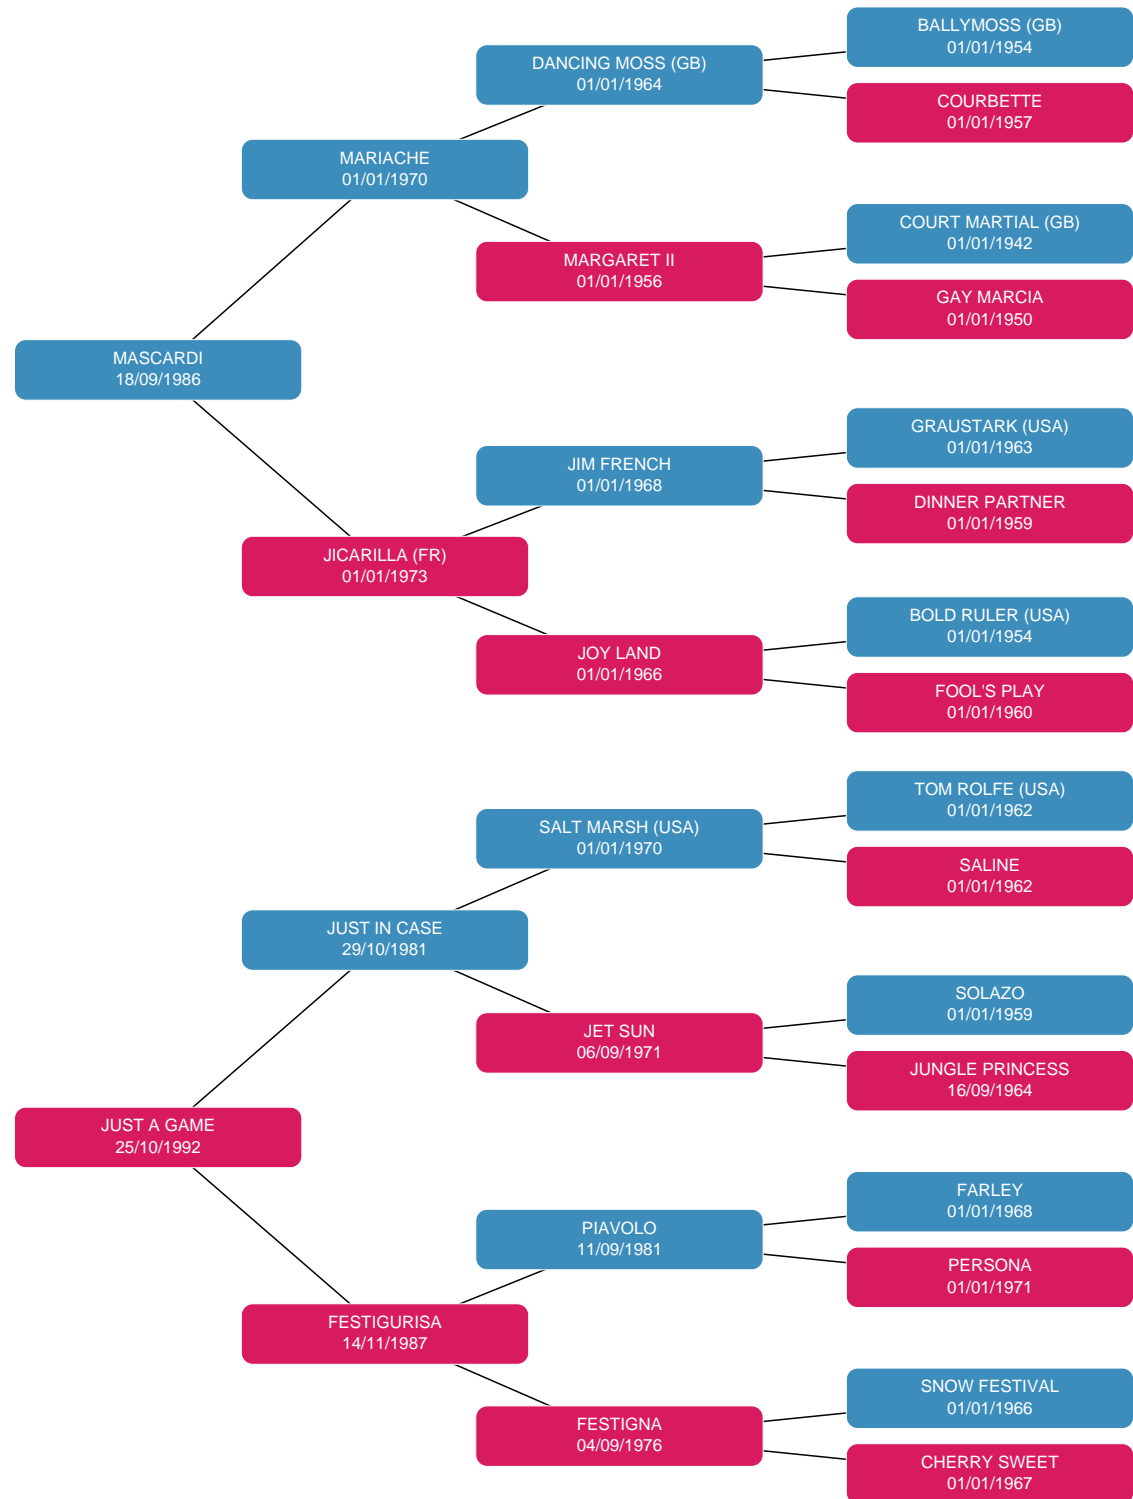 BALLYMOSS (GB)
01/01/1954
DANCING MOSS (GB)
01/01/1964
COURBETTE
01/01/1957
MARIACHE
01/01/1970
COURT MARTIAL (GB)
01/01/1942
MARGARET II
01/01/1956
GAY MARCIA
01/01/1950
MASCARDI
18/09/1986
GRAUSTARK (USA)
01/01/1963
JIM FRENCH
01/01/1968
DINNER PARTNER
01/01/1959
JICARILLA (FR)
01/01/1973
BOLD RULER (USA)
01/01/1954
JOY LAND
01/01/1966
FOOL'S PLAY
01/01/1960
TOM ROLFE (USA)
01/01/1962
SALT MARSH (USA)
01/01/1970
SALINE
01/01/1962
JUST IN CASE
29/10/1981
SOLAZO
01/01/1959
JET SUN
06/09/1971
JUNGLE PRINCESS
16/09/1964
JUST A GAME
25/10/1992
FARLEY
01/01/1968
PIAVOLO
11/09/1981
PERSONA
01/01/1971
FESTIGURISA
14/11/1987
SNOW FESTIVAL
01/01/1966
FESTIGNA
04/09/1976
CHERRY SWEET
01/01/1967